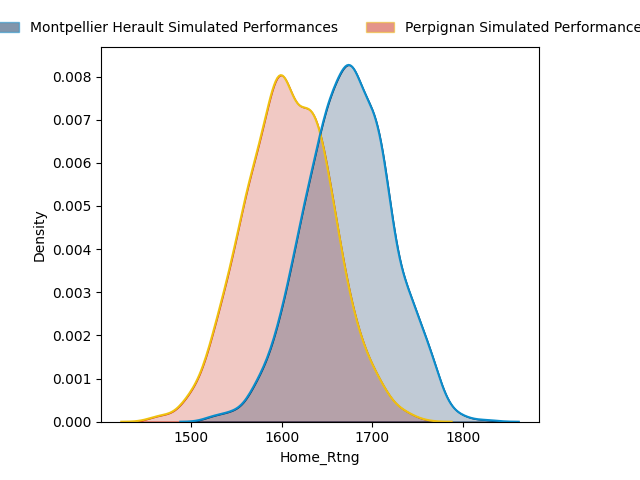 Montpellier Herault Simulated Performances Perpignan Simulated Performance
0.008
0.007
0.006
0.005
0.004
0.003
0.002
0.001
0.000
Density
1500 1600 1700 1800
Home_Rtng